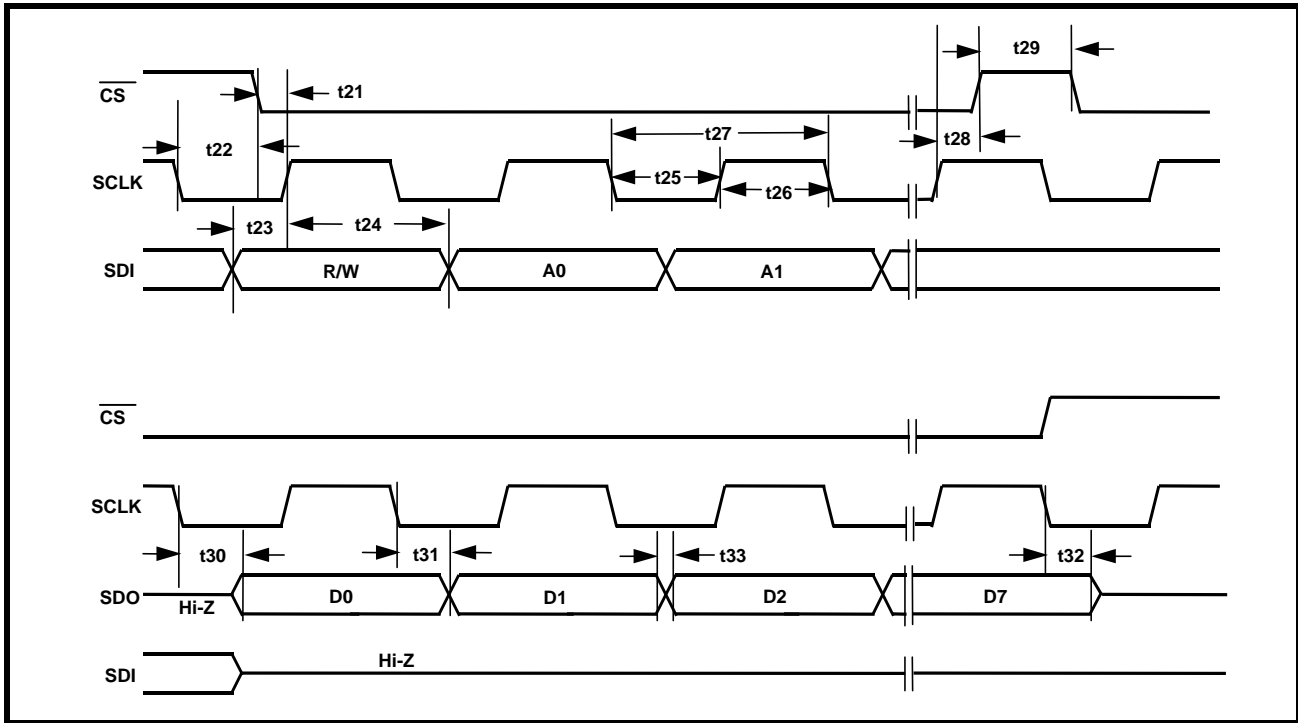 t29
CS
t21
t27
t22
t28
SCLK
t25
t26
t23
t24
SDI
R/W
A0
A1
CS
SCLK
t30
t31
t33
t32
SDO
Hi-Z
D0
D1
D2
D7
SDI
Hi-Z